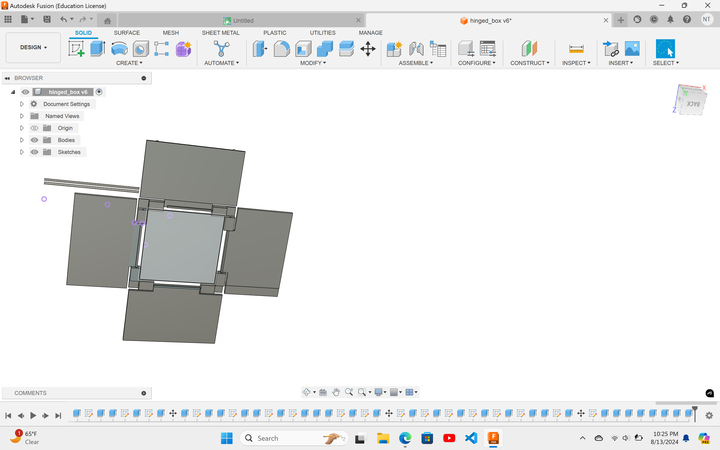 Autodesk Fusion (Education License)
Untitled
hinged_box v6*
NT
DESIGN
SOLID SURFACE MESH SHEET METAL PLASTIC UTILITIES MANAGE
CREATE AUTOMATE MODIFY ASSEMBLE CONFIGURE CONSTRUCT INSPECT INSERT SELECT
BROWSER
hinged_box v6
Document Settings
Named Views
Origin
Bodies
Sketches
X
Z
BACK
COMMENTS
1
65°F
Clear
Search
10:25 PM
8/13/2024